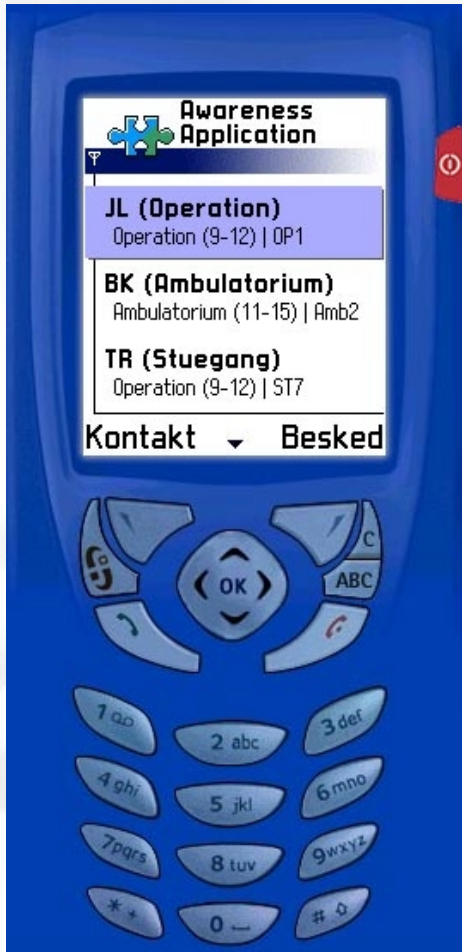 Awareness
Application
JL (Operation)
Operation (9-12) | OP1
BK (Ambulatorium)
Ambulatorium (11-15) | Amb2
TR (Stuegang)
Operation (9-12) | ST7
Kontakt Besked
C
OK ABC
1
2 abc
3 def
4 ghi
5 jkl
6 mno
7pqrs
8 tuv
9wxyz
* +
0
#